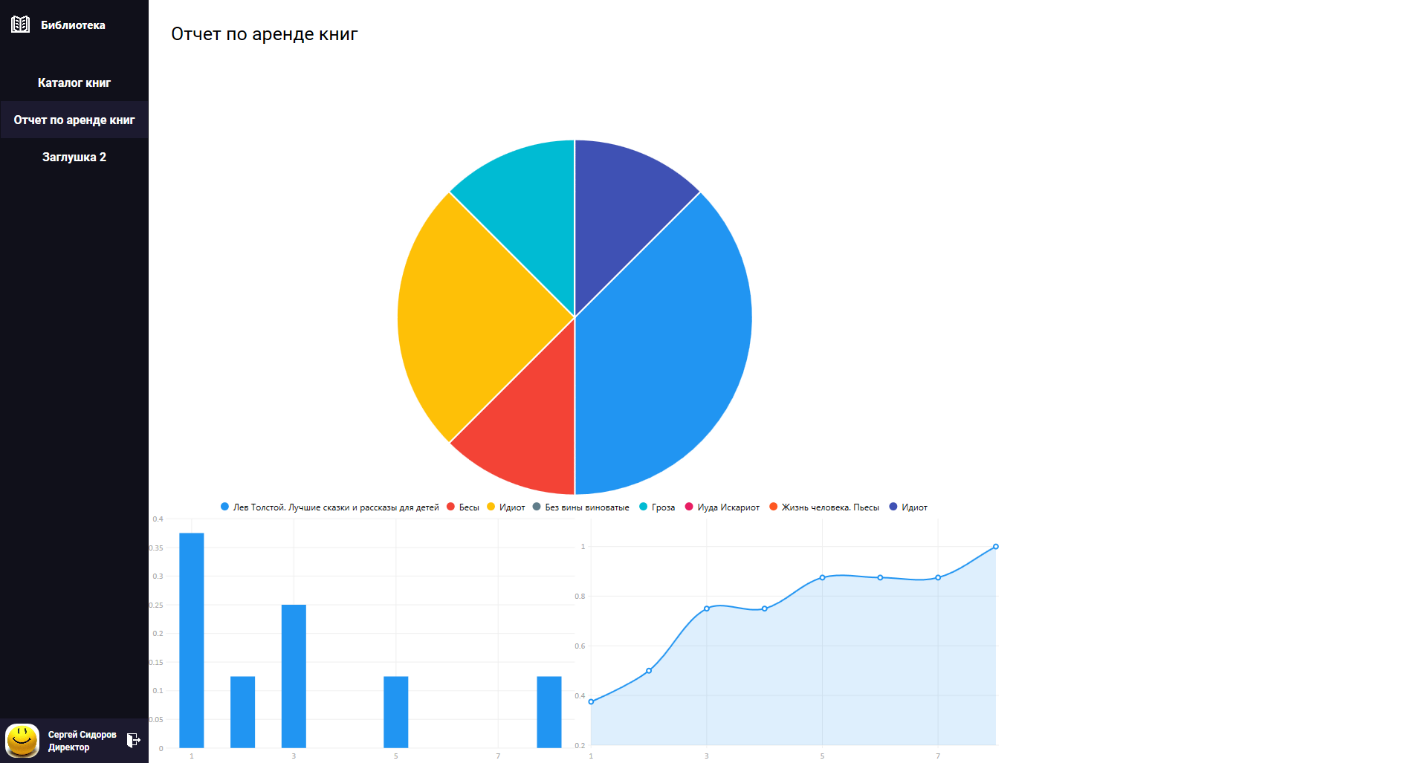 Библиотека
Отчет по аренде книг
Каталог книг
Отчет по аренде книг
Заглушка 2
Лев Толстой. Лучшие сказки и рассказы для детей Бесы Идиот Без вины виноватые Гроза Иуда Искариот Жизнь человека. Пьесы Идиот
0.4
0.35
0.3
0.25
0.2
0.15
0.1
0.05
0
1 3 5 7
1
0.8
0.6
0.4
0.2
1 3 5 7
Сергей Сидоров
Директор